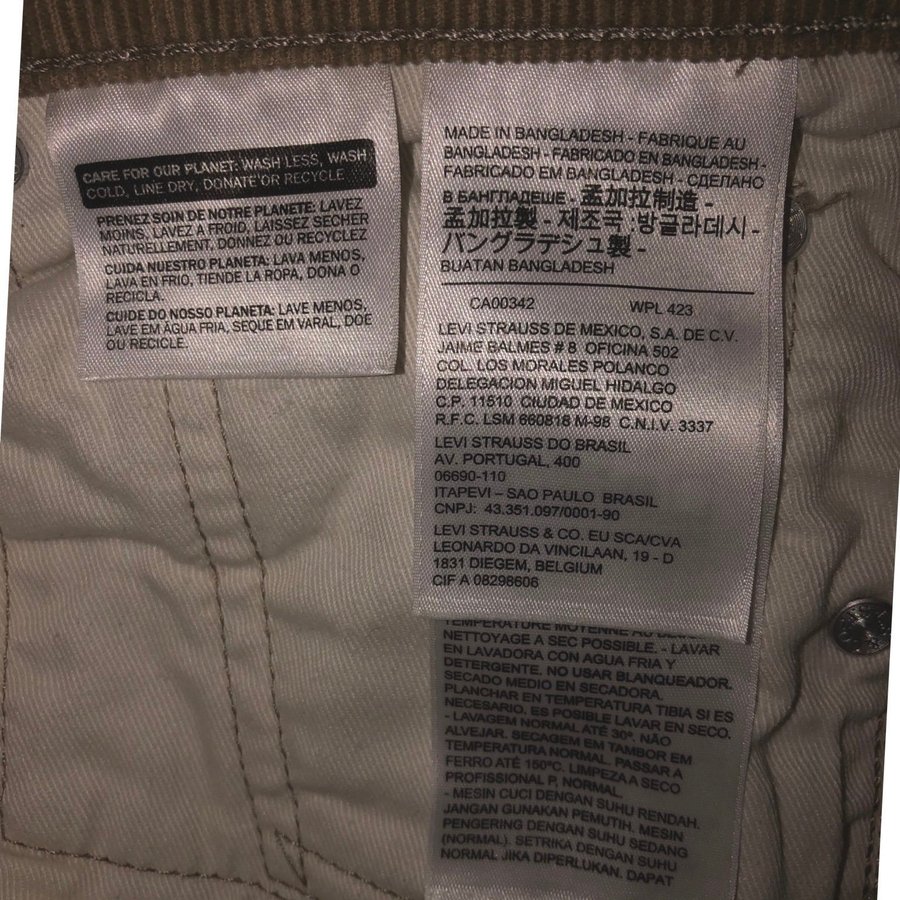 CARE FOR OUR PLANET: WASH LESS, WASH
COLD, LINE DRY, DONATE OR RECYCLE
PRENEZ SOIN DE NOTRE PLANETE: LAVEZ
MOINS, LAVEZ A FROID, LAISSEZ SECHER
NATURELLEMENT, DONNEZ OU RECYCLEZ
CUIDA NUESTRO PLANETA: LAVA MENOS,
LAVA EN FRIO, TIENDE LA ROPA, DONA O
RECICLA.
CUIDE DO NOSSO PLANETA: LAVE MENOS,
LAVE EM ÁGUA FRIA, SEQUE EM VARAL, DOE
OU RECICLE.
MADE IN BANGLADESH - FABRIQUE AU
BANGLADESH - FABRICADO EN BANGLADESH -
FABRICADO EM BANGLADESH - СДЕЛАНО
В БАНГЛАДЕШЕ - 孟加拉制造 -
孟加拉製 - 제조국 :방글라데시 -
バングラデシュ製 -
BUATAN BANGLADESH
CA00342 WPL 423
LEVI STRAUSS DE MEXICO, S.A. DE C.V.
JAIME BALMES # 8 OFICINA 502
COL. LOS MORALES POLANCO
DELEGACION MIGUEL HIDALGO
C.P. 11510 CIUDAD DE MEXICO
R.F.C. LSM 660818 M-98 C.N.I.V. 3337
LEVI STRAUSS DO BRASIL
AV. PORTUGAL, 400
06690-110
ITAPEVI – SAO PAULO BRASIL
CNPJ: 43.351.097/0001-90
LEVI STRAUSS & CO. EU SCA/CVA
LEONARDO DA VINCILAAN, 19 - D
1831 DIEGEM, BELGIUM
CIF A 08298606
TEMPERATURE MOYENNE AU
NETTOYAGE A SEC POSSIBLE. - LAVAR
EN LAVADORA CON AGUA FRIA Y
DETERGENTE. NO USAR BLANQUEADOR.
SECADO MEDIO EN SECADORA.
PLANCHAR EN TEMPERATURA TIBIA SI ES
NECESARIO. ES POSIBLE LAVAR EN SECO.
- LAVAGEM NORMAL ATÉ 30º. NÃO
ALVEJAR. SECAGEM EM TAMBOR EM
TEMPERATURA NORMAL. PASSAR A
FERRO ATÉ 150ºC. LIMPEZA A SECO
PROFISSIONAL P, NORMAL.
- MESIN CUCI DENGAN SUHU RENDAH.
JANGAN GUNAKAN PEMUTIH. MESIN
PENGERING DENGAN SUHU SEDANG
(NORMAL). SETRIKA DENGAN SUHU
NORMAL JIKA DIPERLUKAN. DAPAT